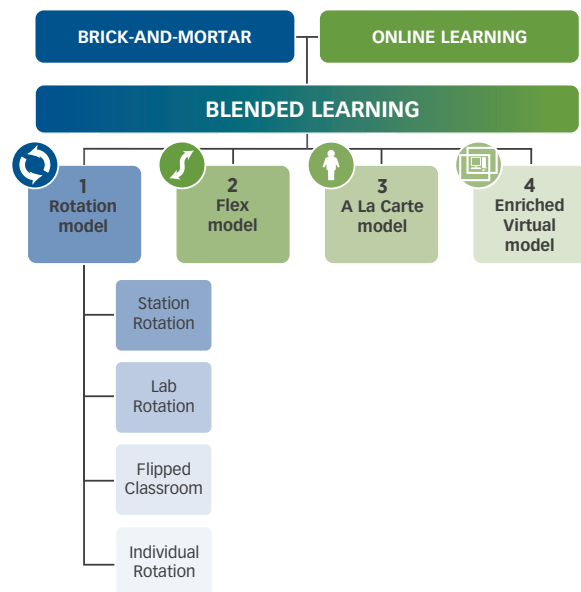 BRICK-AND-MORTAR
ONLINE LEARNING
BLENDED LEARNING
1
Rotation
model
2
Flex
model
3
A La Carte
model
4
Enriched
Virtual
model
Station
Rotation
Lab
Rotation
Flipped
Classroom
Individual
Rotation